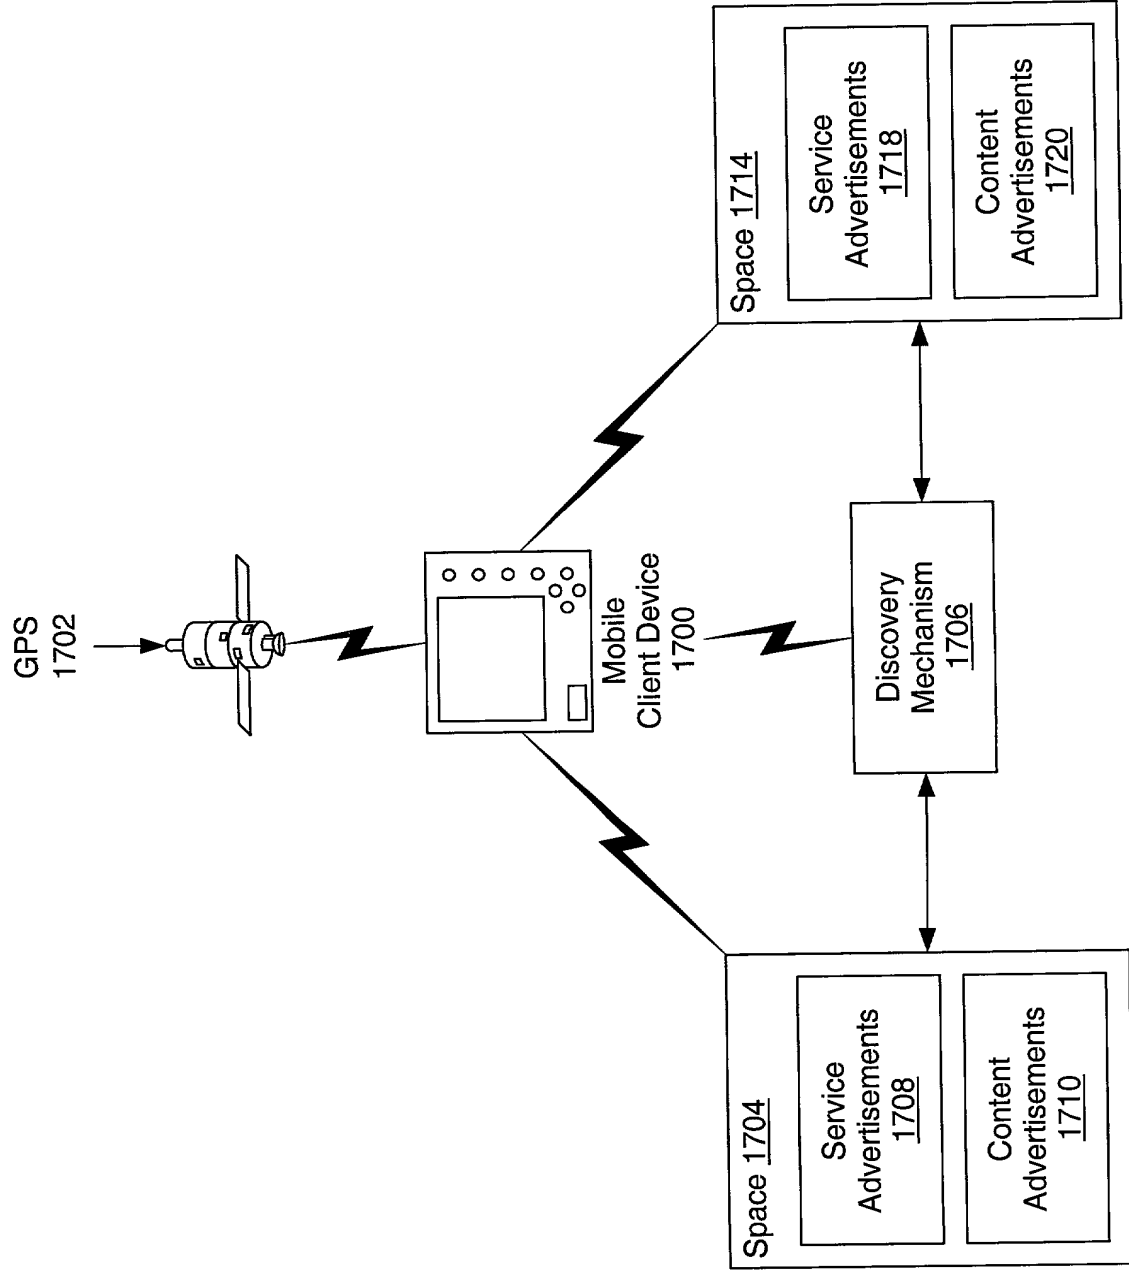 GPS
1702
Mobile
Client Device
1700
Space 1704
Service
Advertisements
1708
Content
Advertisements
1710
Discovery
Mechanism
1706
Space 1714
Service
Advertisements
1718
Content
Advertisements
1720